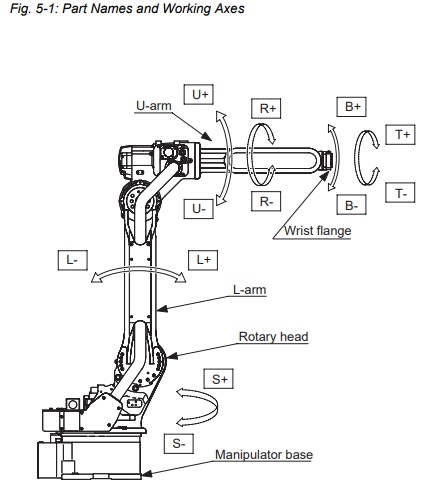 Fig. 5-1: Part Names and Working Axes
U+
U-arm
R+
B+
T+
U-
R-
B-
T-
Wrist flange
L-
L+
L-arm
Rotary head
S+
S-
Manipulator base